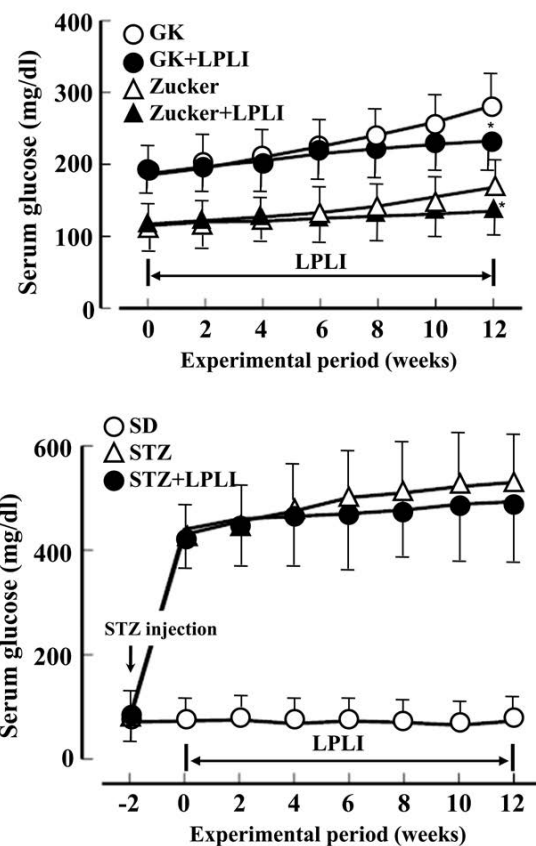 400
GK
GK+LPLI
300
Zucker
Zucker+LPLI
200
*
*
100
LPLI
0
Serum glucose (mg/dl)
0 2 4 6 8 10 12
Experimental period (weeks)
SD
600
STZ
STZ+LPLI
400
STZ injection
200
LPLI
0
Serum glucose (mg/dl)
-2 0 2 4 6 8 10 12
Experimental period (weeks)